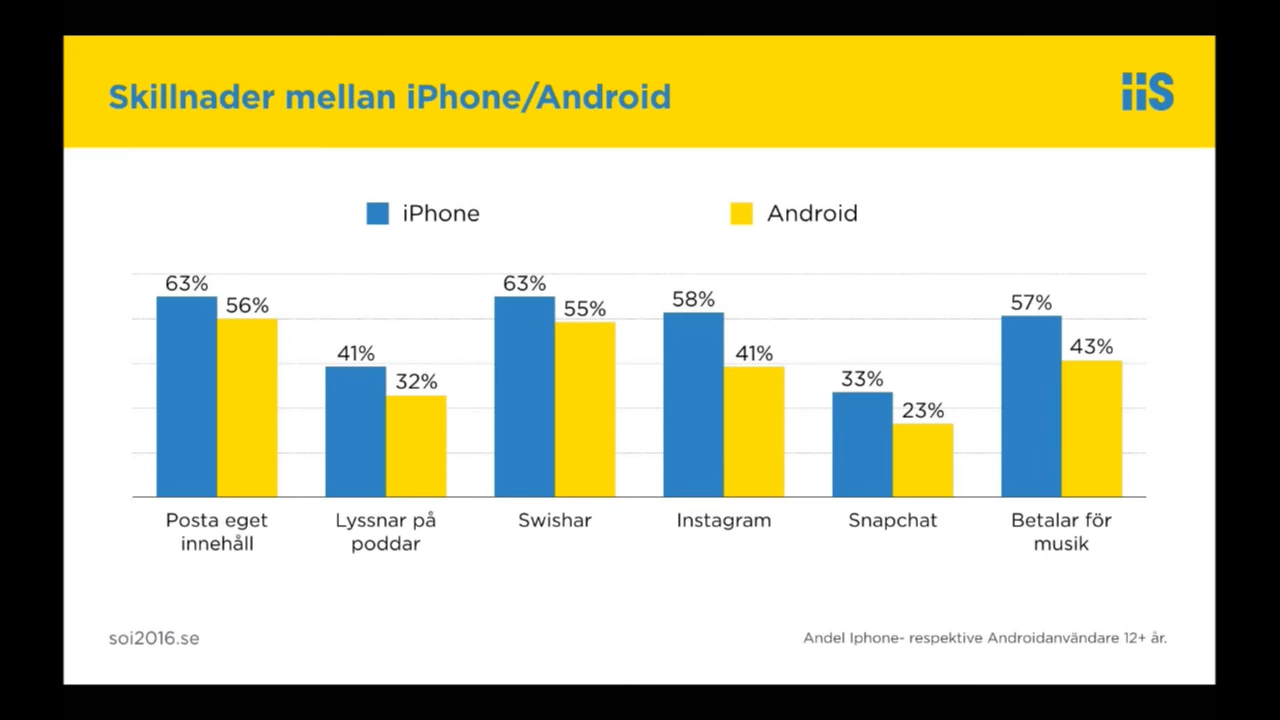 Skillnader mellan iPhone/Android
iis
iPhone
Android
63%
56%
41%
32%
63%
55%
58%
41%
33%
23%
57%
43%
Posta eget
innehåll
Lyssnar på
poddar
Swishar
Instagram
Snapchat
Betalar för
musik
soi2016.se
Andel Iphone- respektive Androidanvändare 12+ år.